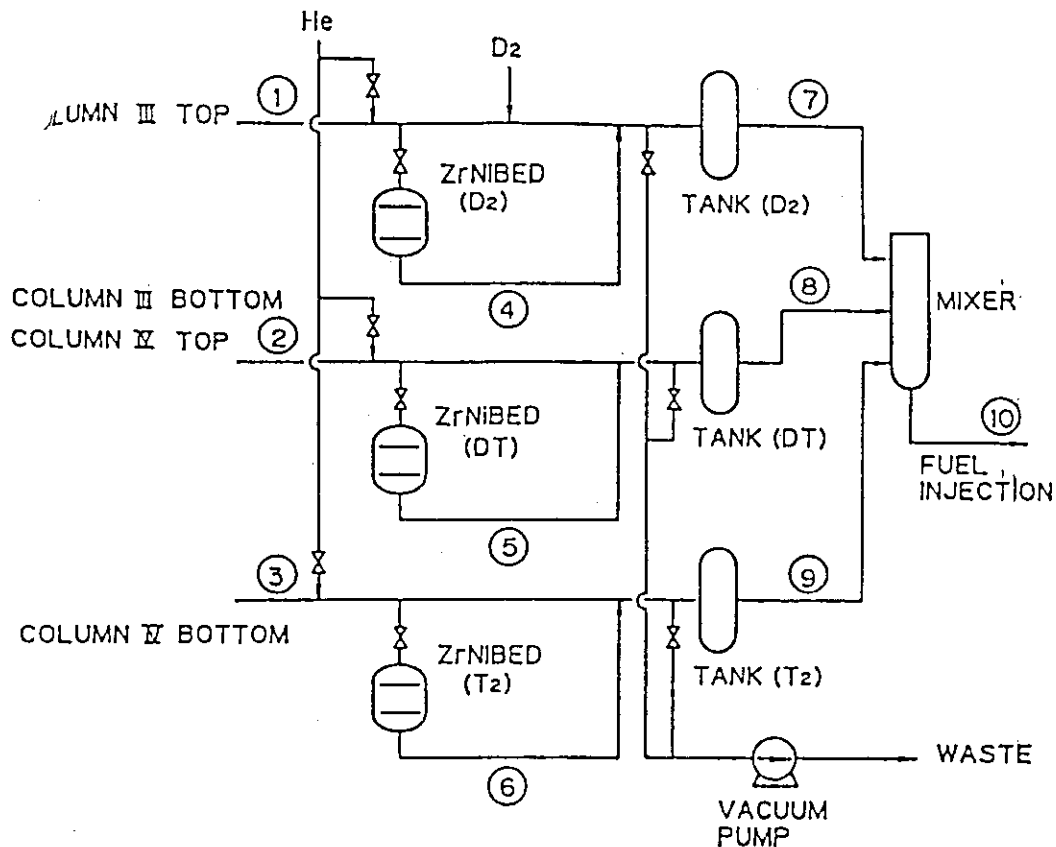 He
D2
1
7
LUMN III TOP
ZrNiBED
(D2)
TANK (D2)
COLUMN III BOTTOM
4
8
MIXER
2
COLUMN IV TOP
ZrNiBED
(DT)
TANK (DT)
10
FUEL
INJECTION
5
3
9
COLUMN IV BOTTOM
ZrNiBED
(T2)
TANK (T2)
6
WASTE
VACUUM
PUMP